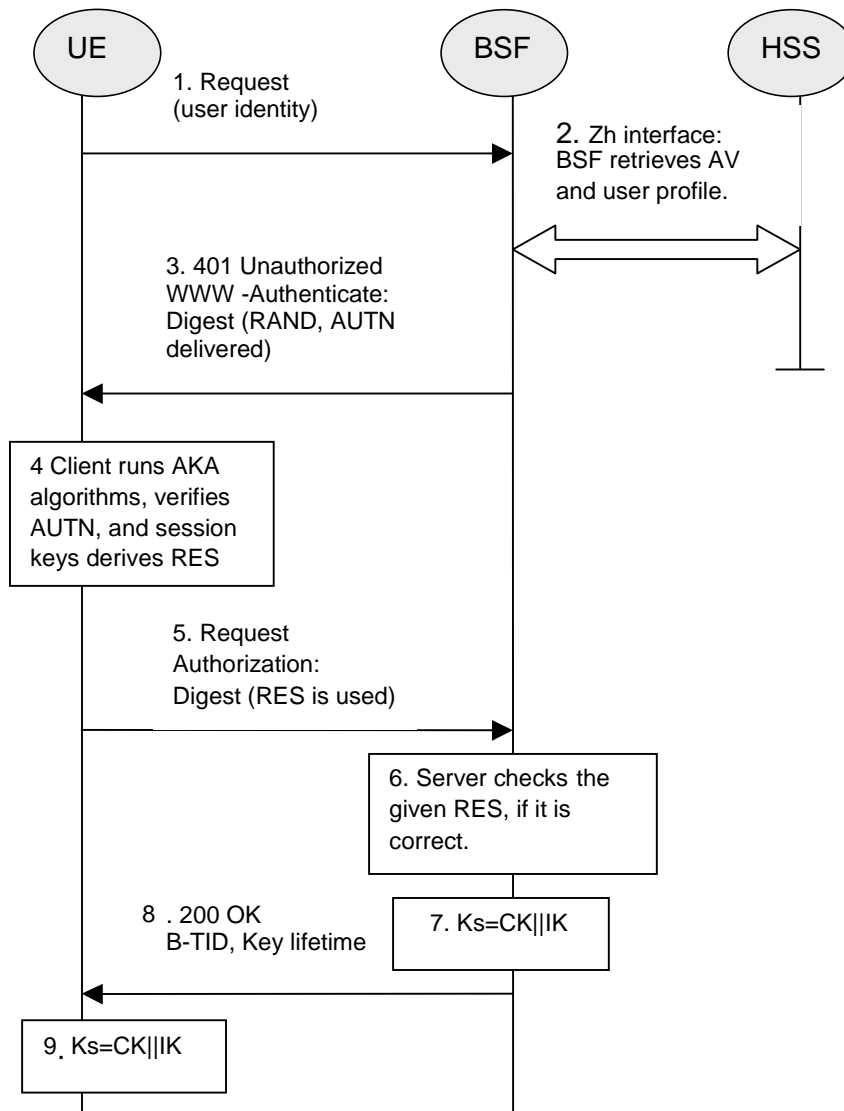 UE
BSF
HSS
1. Request
(user identity)
2. Zh interface:
BSF retrieves AV
and user profile.
3. 401 Unauthorized
WWW -Authenticate:
Digest (RAND, AUTN
delivered)
4 Client runs AKA
algorithms, verifies
AUTN, and session
keys derives RES
5. Request
Authorization:
Digest (RES is used)
6. Server checks the
given RES, if it is
correct.
7. Ks=CK||IK
8 . 200 OK
B-TID, Key lifetime
9. Ks=CK||IK